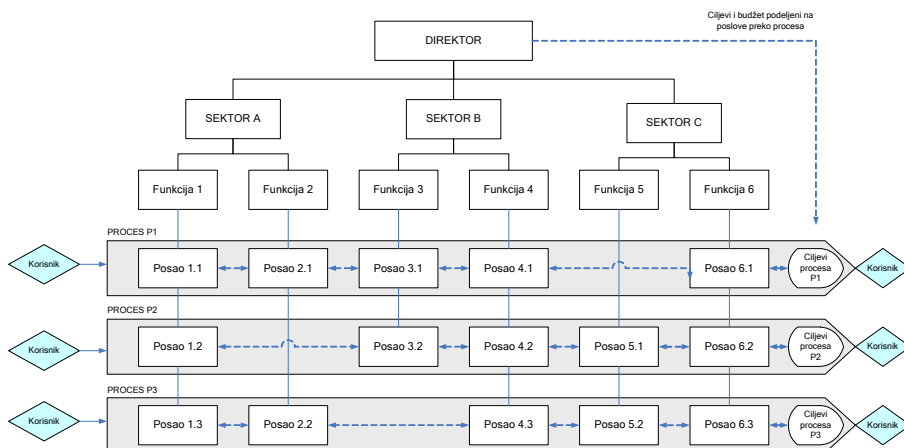 Ciljevi i budžet podeljeni na
poslove preko procesa
DIREKTOR
SEKTOR A
SEKTOR B
SEKTOR C
Funkcija 1
Funkcija 2
Funkcija 3
Funkcija 4
Funkcija 5
Funkcija 6
PROCES P1
Korisnik
Posao 1.1
Posao 2.1
Posao 3.1
Posao 4.1
Posao 6.1
Ciljevi
procesa
P1
Korisnik
PROCES P2
Korisnik
Posao 1.2
Posao 3.2
Posao 4.2
Posao 5.1
Posao 6.2
Ciljevi
procesa
P2
Korisnik
PROCES P3
Korisnik
Posao 1.3
Posao 2.2
Posao 4.3
Posao 5.2
Posao 6.3
Ciljevi
procesa
P3
Korisnik